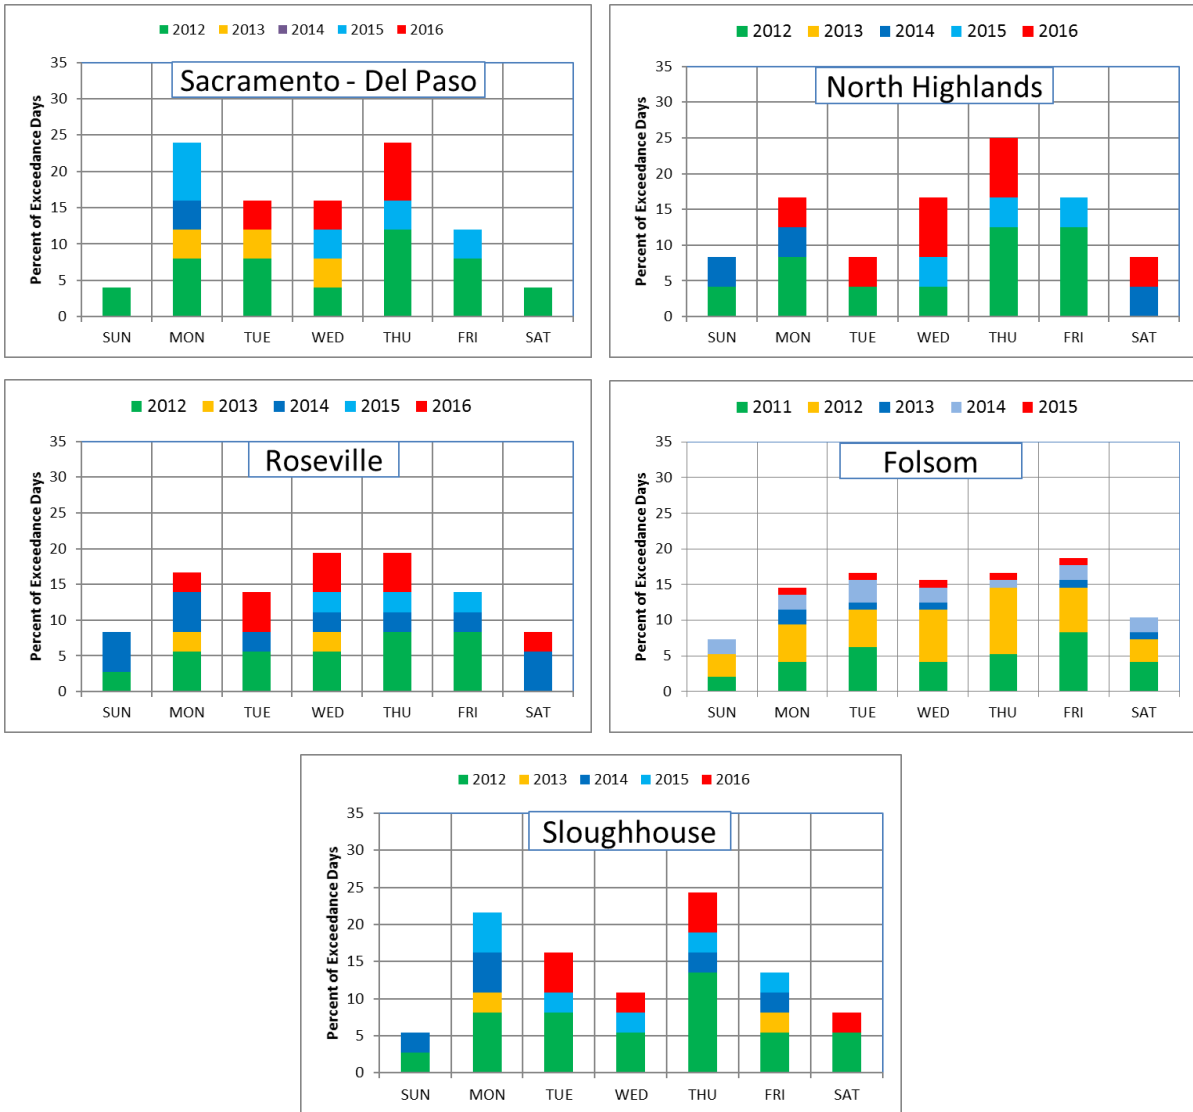 2012 2013 2014 2015 2016
Sacramento - Del Paso
Percent of Exceedance Days
35
30
25
20
15
10
5
0
SUN MON TUE WED THU FRI SAT
2012 2013 2014 2015 2016
North Highlands
Percent of Exceedance Days
35
30
25
20
15
10
5
0
SUN MON TUE WED THU FRI SAT
2012 2013 2014 2015 2016
Roseville
Percent of Exceedance Days
35
30
25
20
15
10
5
0
SUN MON TUE WED THU FRI SAT
2011 2012 2013 2014 2015
Folsom
Percent of Exceedance Days
35
30
25
20
15
10
5
0
SUN MON TUE WED THU FRI SAT
2012 2013 2014 2015 2016
Sloughhouse
Percent of Exceedance Days
35
30
25
20
15
10
5
0
SUN MON TUE WED THU FRI SAT